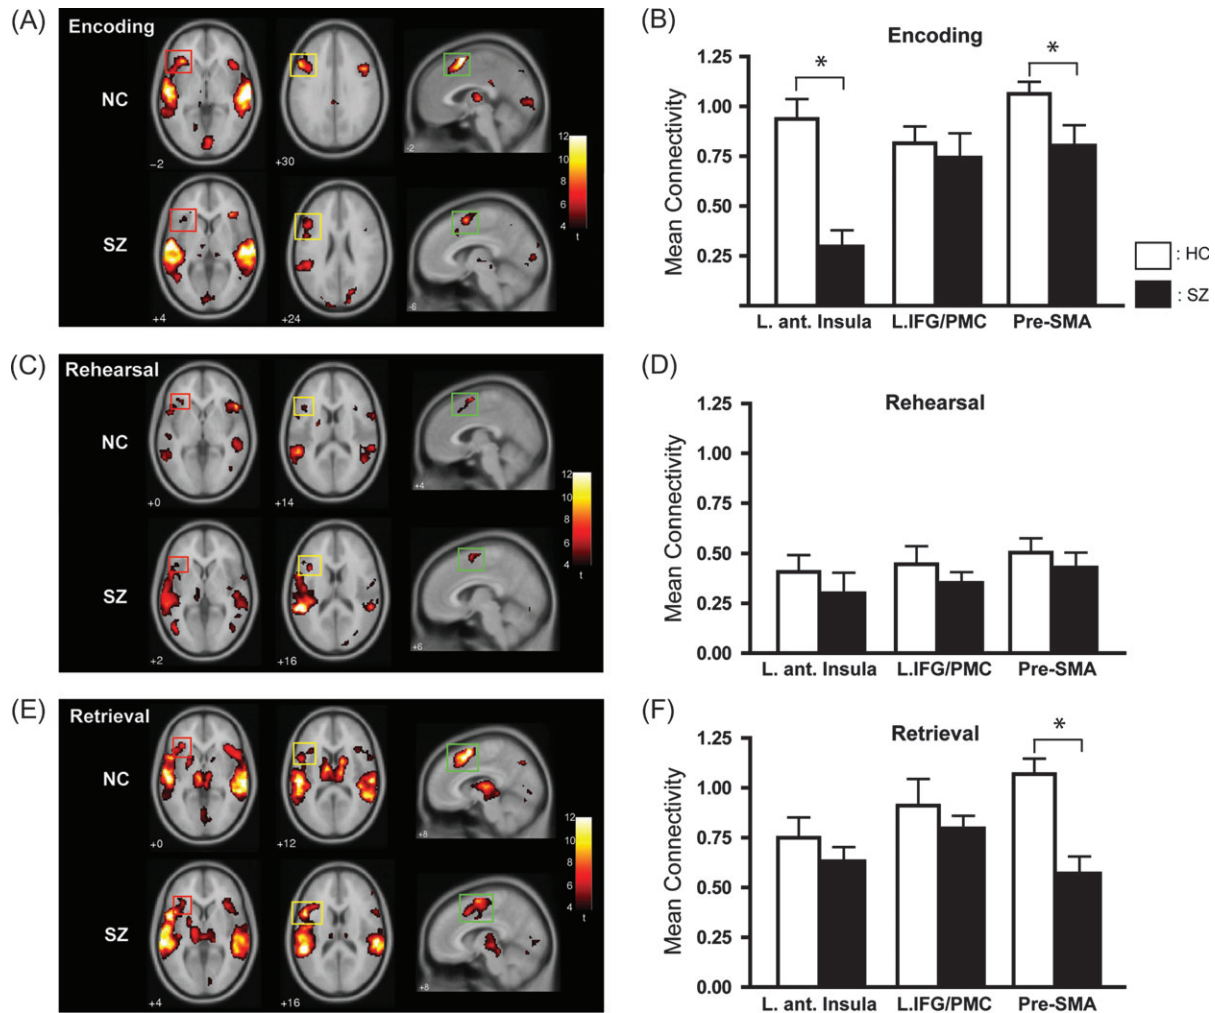 (A)
Encoding
NC
-2
+30
-2
12
10
8
6
4
t
SZ
+4
+24
-6
(B)
Encoding
1.25
1.00
0.75
0.50
0.25
Mean Connectivity
*
*
L. ant. Insula
L.IFG/PMC
Pre-SMA
: HC
: SZ
(C)
Rehearsal
NC
+0
+14
+4
12
10
8
6
4
t
SZ
+2
+16
+6
(D)
Rehearsal
1.25
1.00
0.75
0.50
0.25
0.00
Mean Connectivity
L. ant. Insula
L.IFG/PMC
Pre-SMA
(E)
Retrieval
NC
+0
+12
+8
12
10
8
6
4
t
SZ
+4
+16
+8
(F)
Retrieval
1.25
1.00
0.75
0.50
0.25
0.00
Mean Connectivity
*
L. ant. Insula
L.IFG/PMC
Pre-SMA